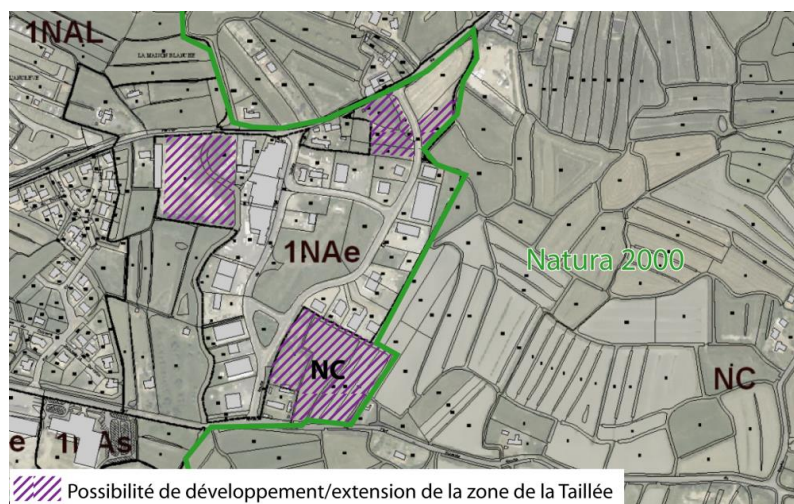 1NAL
LA MAISON BLANCHE
1NAe
Natura 2000
NC
NC
Possibilité de développement/extension de la zone de la Taillée